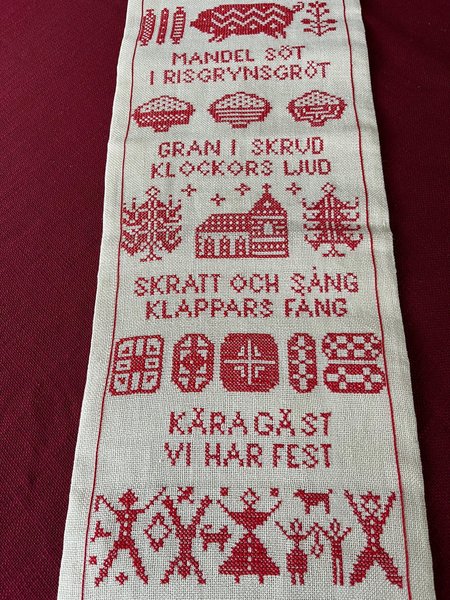 MANDEL SÖT
I RISGRYNSGRÖT
GRAN I SKRUD
KLOCKORS LJUD
SKRATT OCH SÅNG
KLAPPARS FÅNG
KÄRA GÄST
VI HAR FEST